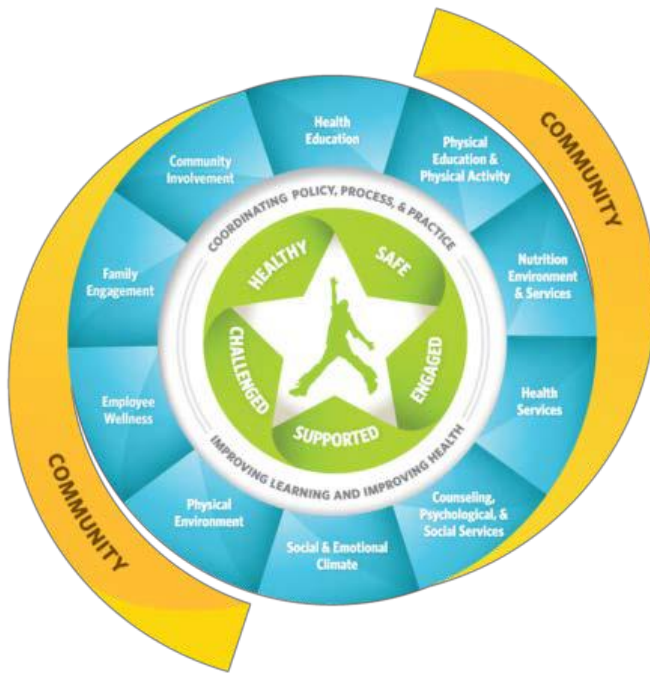 COMMUNITY
Health
Education
Physical
Education &
Physical Activity
Nutrition
Environment
& Services
Health
Services
Counseling,
Psychological, &
Social Services
Social & Emotional
Climate
Physical
Environment
Employee
Wellness
Family
Engagement
Community
Involvement
COORDINATING POLICY, PROCESS, & PRACTICE
IMPROVING LEARNING AND IMPROVING HEALTH
HEALTHY
SAFE
ENGAGED
SUPPORTED
CHALLENGED
COMMUNITY